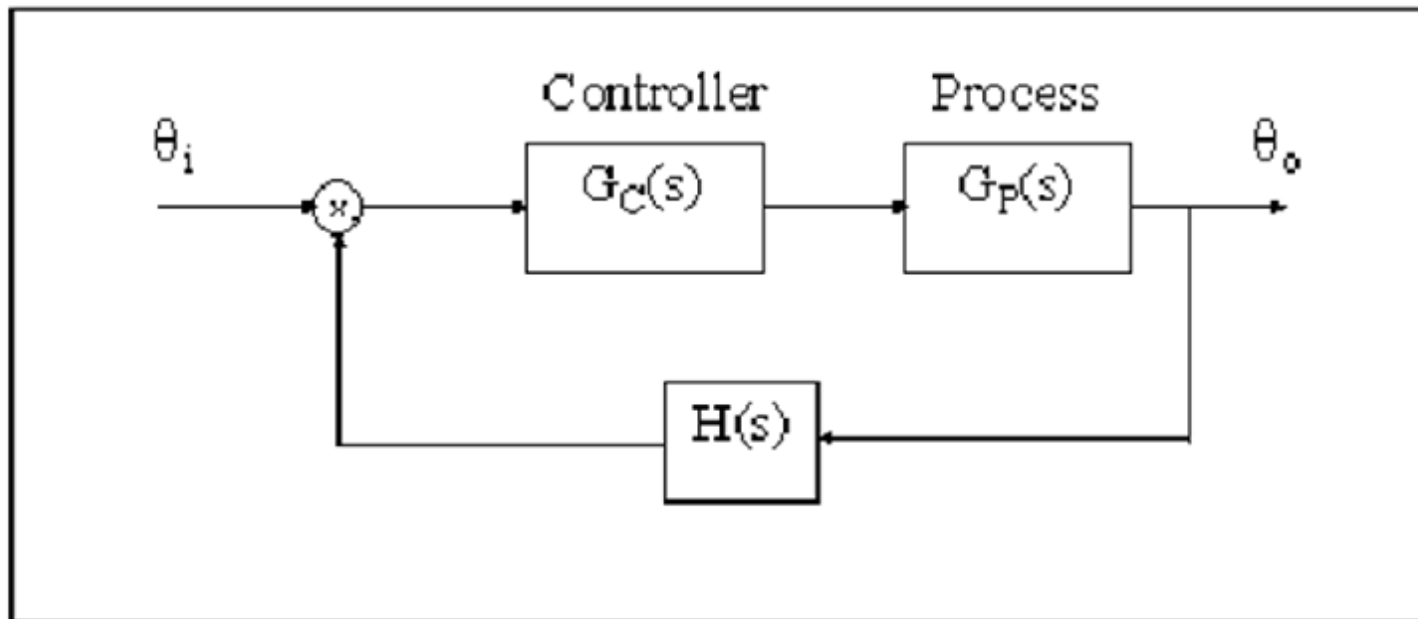 Controller Process
θi θo
GC(s) GP(s)
H(s)